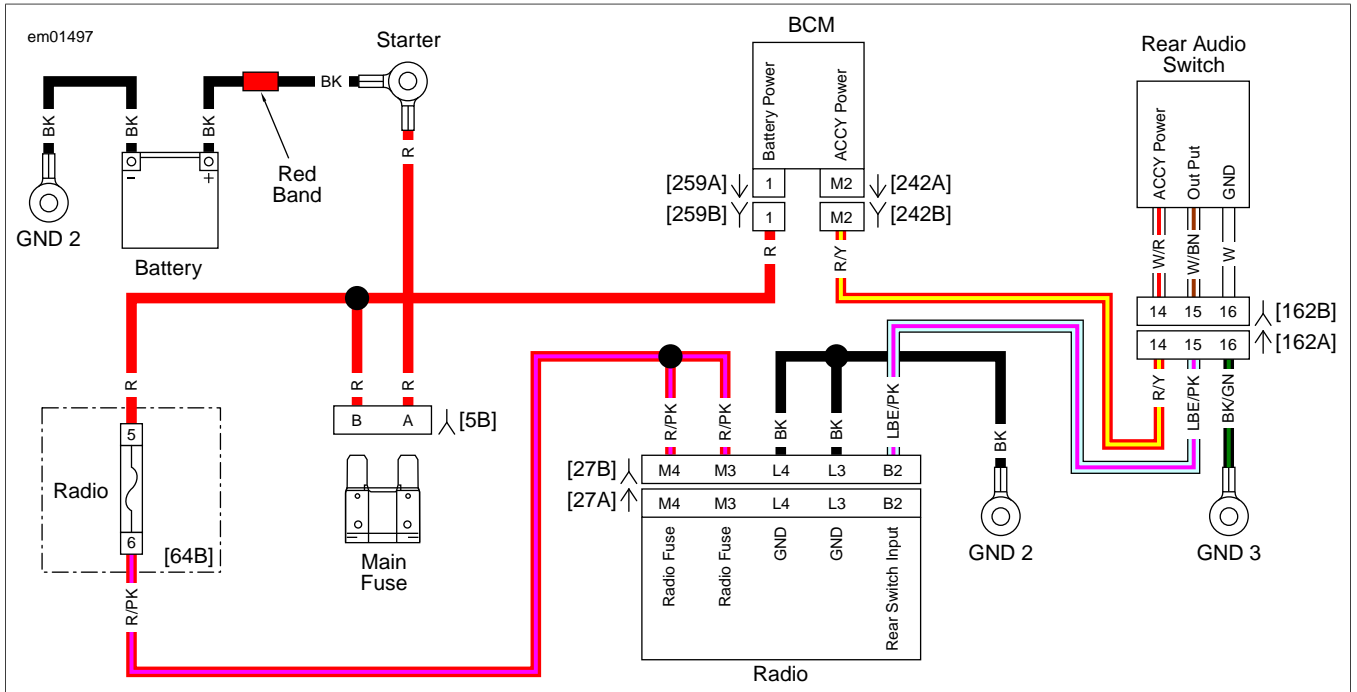 em01497
Starter
BCM
Rear Audio
Switch
BK
BK
BK
R
Red
Band
-
+
GND 2
Battery
Battery Power
ACCY Power
[259A]
1
M2
[242A]
[259B]
1
M2
[242B]
R
R/Y
ACCY Power
Out Put
GND
W/R
W/BN
W
14
15
16
[162B]
14
15
16
[162A]
R/Y
LBE/PK
BK/GN
GND 3
R
R
R
B
A
[5B]
Main
Fuse
5
Radio
6
[64B]
R/PK
R/PK
R/PK
BK
BK
LBE/PK
BK
[27B]
M4
M3
L4
L3
B2
[27A]
M4
M3
L4
L3
B2
Radio Fuse
Radio Fuse
GND
GND
Rear Switch Input
GND 2
Radio